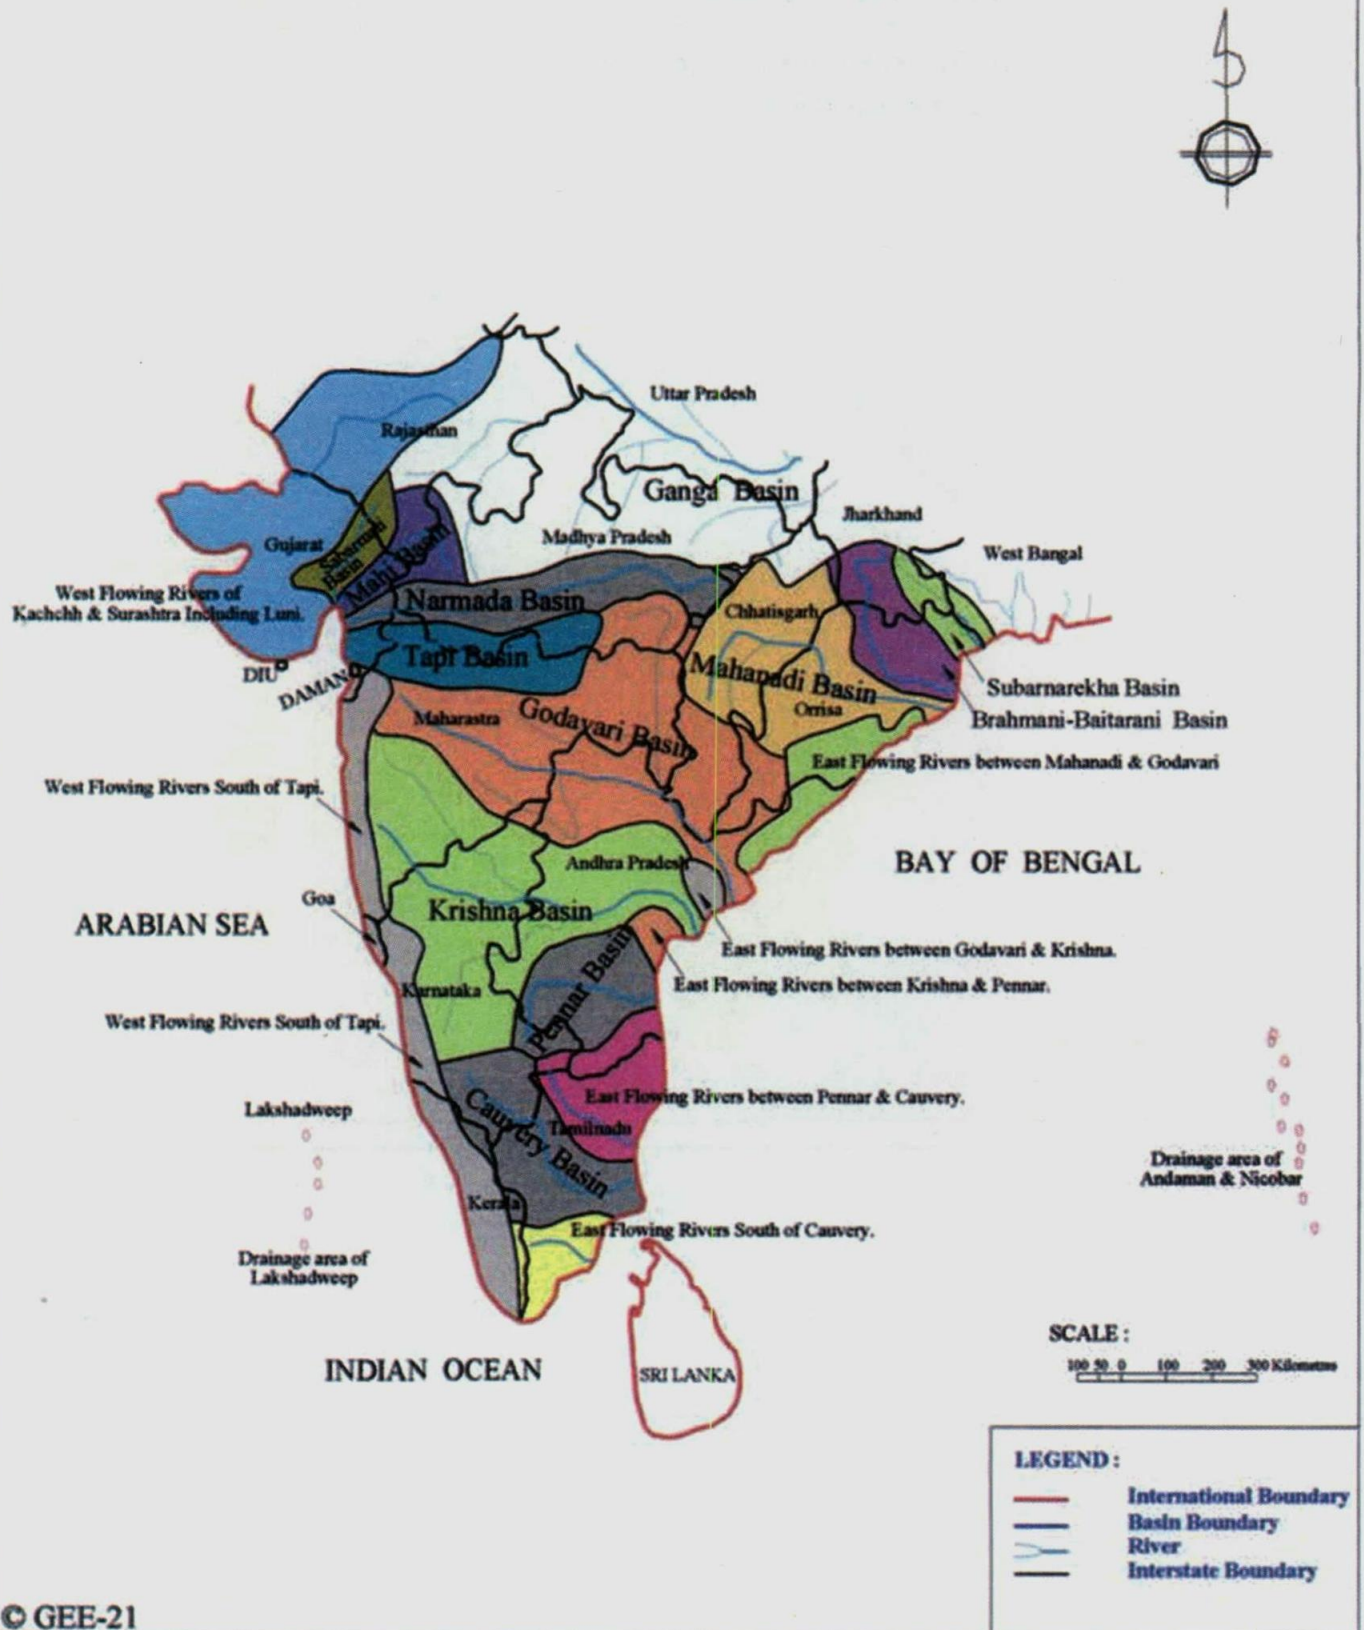 Uttar Pradesh
Rajasthan
Ganga Basin
Jharkhand
Madhya Pradesh
Gujarat
Sabarmati
Basin
Mahi Basin
West Bangal
West Flowing Rivers of
Kachchh & Surashtra Including Luni.
Narmada Basin
Chhatisgarh
Tapi Basin
Mahanadi Basin
DIU
DAMAN
Subarnarekha Basin
Orrisa
Brahmani-Baitarani Basin
Maharastra
Godavari Basin
East Flowing Rivers between Mahanadi & Godavari
West Flowing Rivers South of Tapi.
Andhra Pradesh
BAY OF BENGAL
Goa
ARABIAN SEA
Krishna Basin
East Flowing Rivers between Godavari & Krishna.
Pennar Basin
East Flowing Rivers between Krishna & Pennar.
Karnataka
West Flowing Rivers South of Tapi.
East Flowing Rivers between Pennar & Cauvery.
Lakshadweep
Cauvery Basin
Tamilnadu
Drainage area of
Andaman & Nicobar
Kerala
East Flowing Rivers South of Cauvery.
Drainage area of
Lakshadweep
SCALE :
INDIAN OCEAN
SRI LANKA
100 50 0 100 200 300 Kilometres
LEGEND :
International Boundary
Basin Boundary
River
Interstate Boundary
© GEE-21